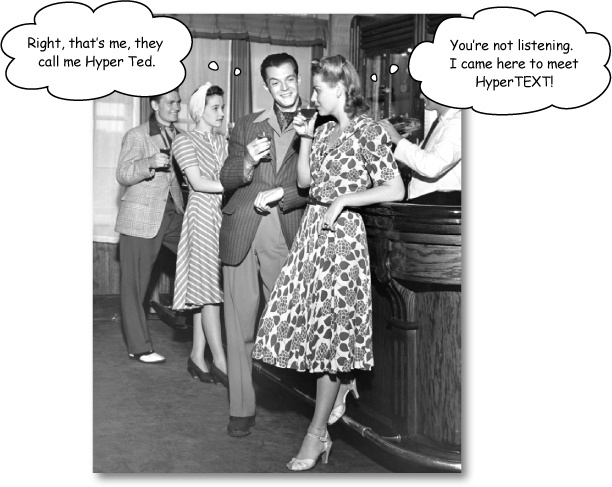 Right, that's me, they
call me Hyper Ted.
You're not listening.
I came here to meet
HyperTEXT!